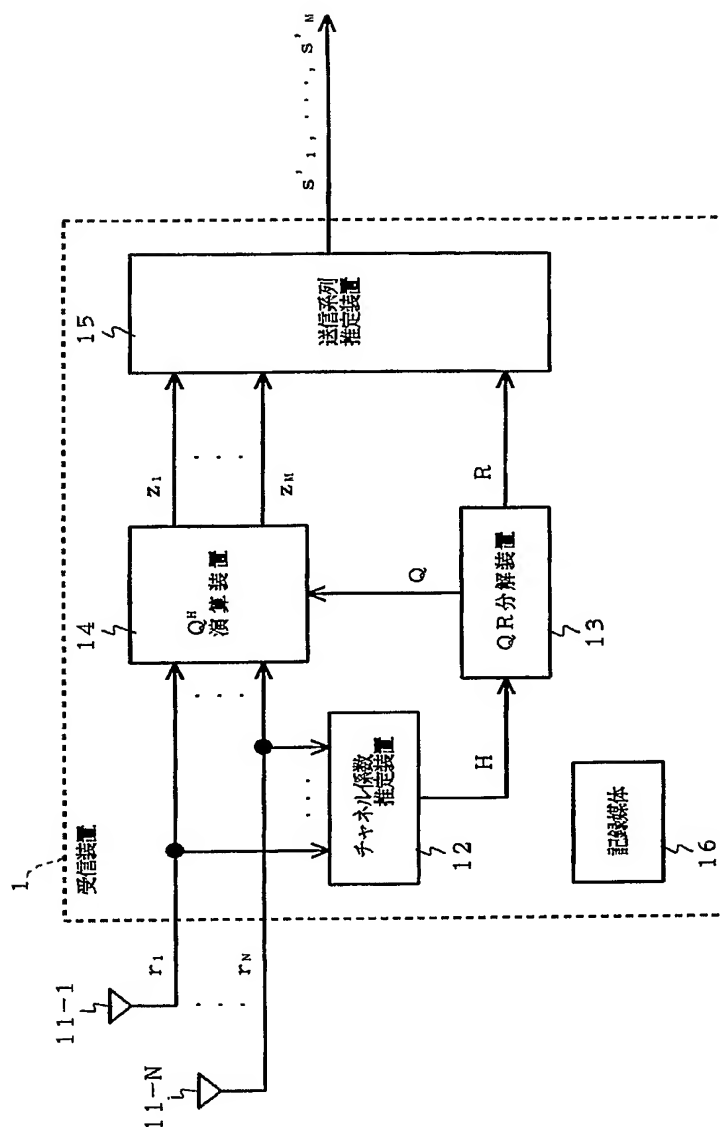 1
受信装置
11-1
11-N
r₁
. . .
rN
. . .
14
Qᴴ
演算装置
z₁
. . .
zM
15
送信系列
推定装置
s'₁, ・・・, s'M
. . .
チャネル係数
推定装置
12
H
QR分解装置
13
Q
R
記録媒体
16